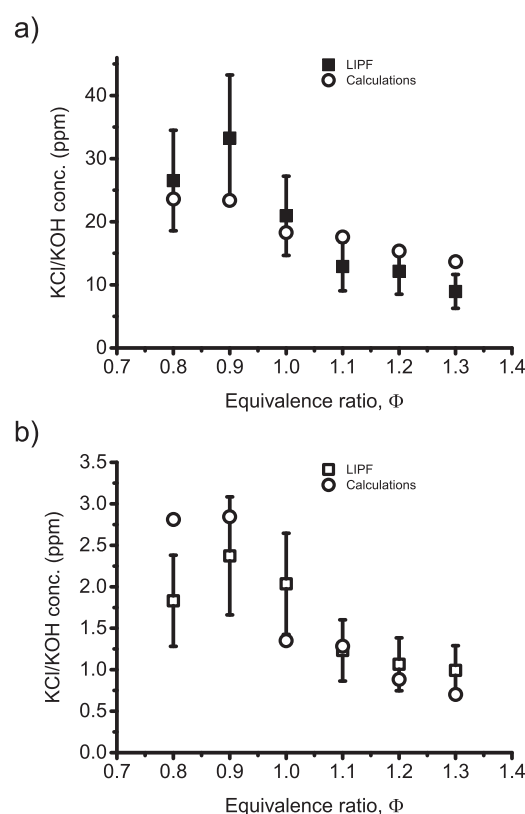 a)
LIPF
Calculations
KCl/KOH conc. (ppm)
40
30
20
10
0
0.7 0.8 0.9 1.0 1.1 1.2 1.3 1.4
Equivalence ratio, Φ
b)
LIPF
Calculations
KCl/KOH conc. (ppm)
3.5
3.0
2.5
2.0
1.5
1.0
0.5
0.0
0.7 0.8 0.9 1.0 1.1 1.2 1.3 1.4
Equivalence ratio, Φ